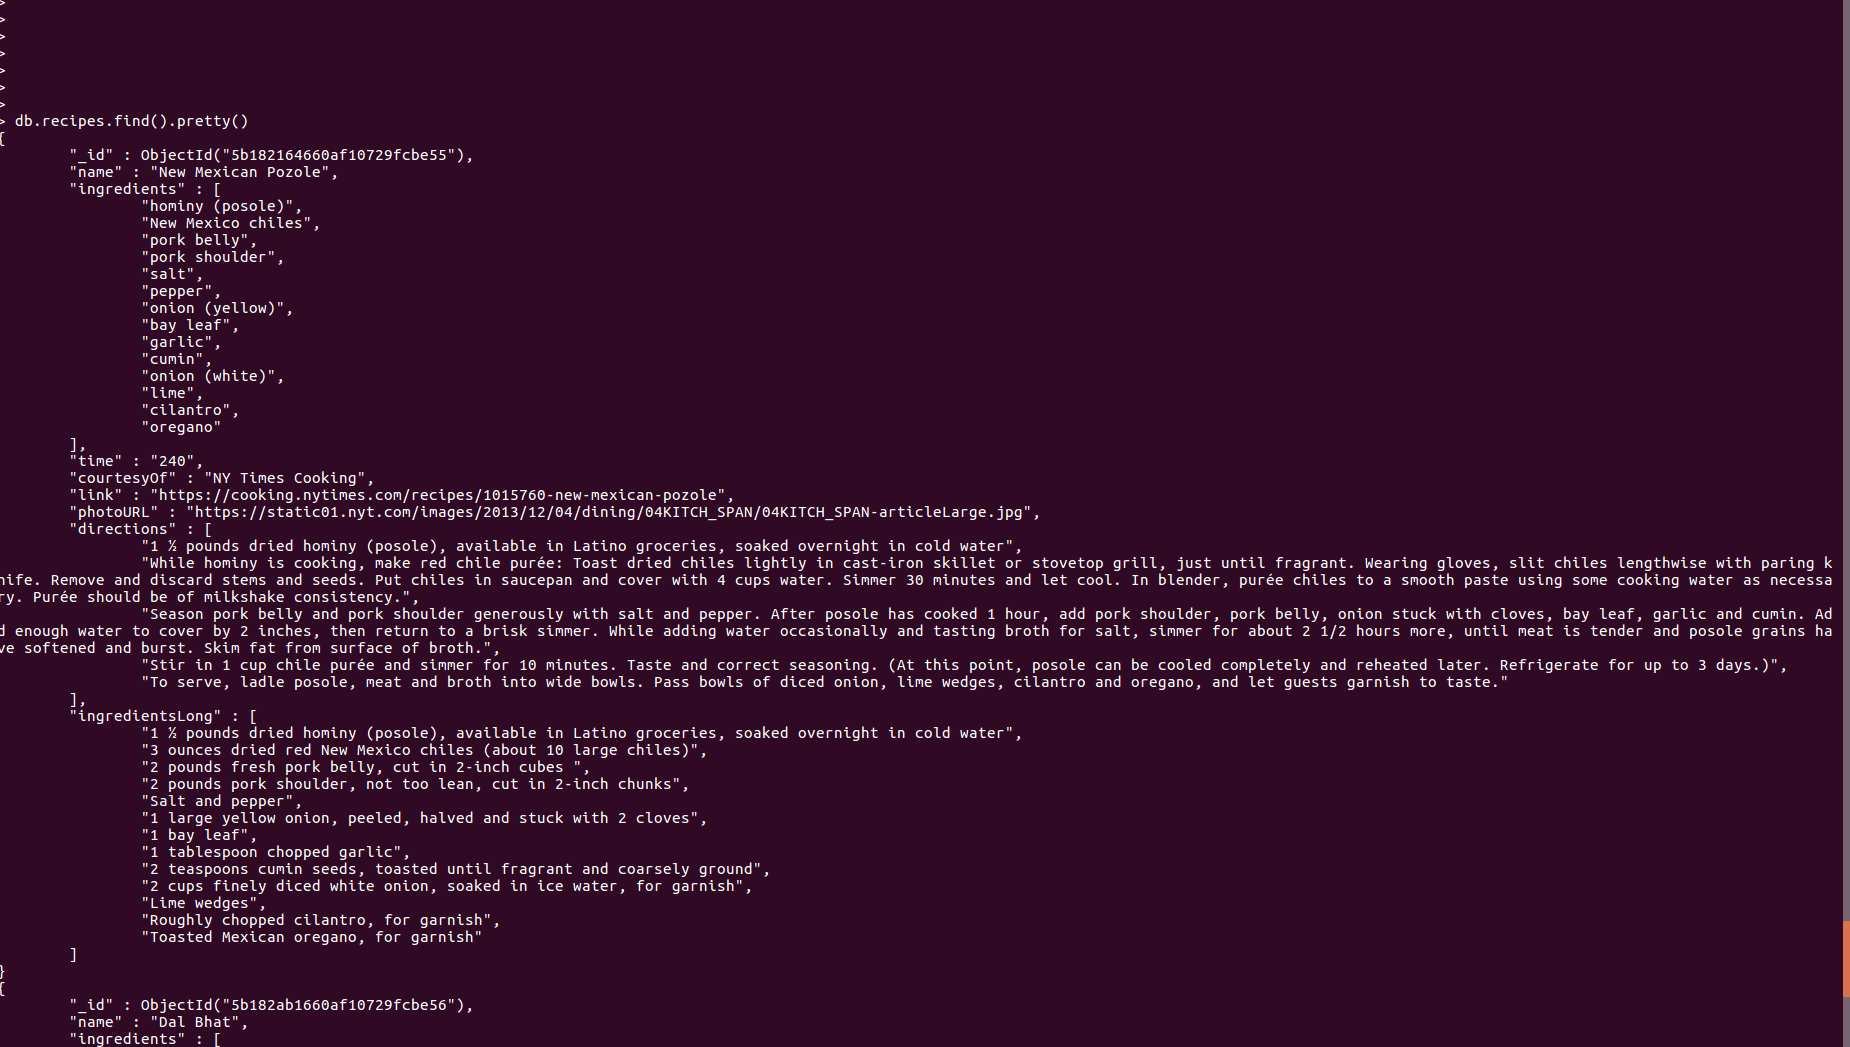 >
>
>
>
>
>
>
> db.recipes.find().pretty()
{
"_id" : ObjectId("5b182164660af10729fcbe55"),
"name" : "New Mexican Pozole",
"ingredients" : [
"hominy (posole)",
"New Mexico chiles",
"pork belly",
"pork shoulder",
"salt",
"pepper",
"onion (yellow)",
"bay leaf",
"garlic",
"cumin",
"onion (white)",
"lime",
"cilantro",
"oregano"
],
"time" : "240",
"courtesyOf" : "NY Times Cooking",
"link" : "https://cooking.nytimes.com/recipes/1015760-new-mexican-pozole",
"photoURL" : "https://static01.nyt.com/images/2013/12/04/dining/04KITCH_SPAN/04KITCH_SPAN-articleLarge.jpg",
"directions" : [
"1 ½ pounds dried hominy (posole), available in Latino groceries, soaked overnight in cold water",
"While hominy is cooking, make red chile purée: Toast dried chiles lightly in cast-iron skillet or stovetop grill, just until fragrant. Wearing gloves, slit chiles lengthwise with paring k
nife. Remove and discard stems and seeds. Put chiles in saucepan and cover with 4 cups water. Simmer 30 minutes and let cool. In blender, purée chiles to a smooth paste using some cooking water as necessa
ry. Purée should be of milkshake consistency.",
"Season pork belly and pork shoulder generously with salt and pepper. After posole has cooked 1 hour, add pork shoulder, pork belly, onion stuck with cloves, bay leaf, garlic and cumin. Ad
d enough water to cover by 2 inches, then return to a brisk simmer. While adding water occasionally and tasting broth for salt, simmer for about 2 1/2 hours more, until meat is tender and posole grains ha
ve softened and burst. Skim fat from surface of broth.",
"Stir in 1 cup chile purée and simmer for 10 minutes. Taste and correct seasoning. (At this point, posole can be cooled completely and reheated later. Refrigerate for up to 3 days.)",
"To serve, ladle posole, meat and broth into wide bowls. Pass bowls of diced onion, lime wedges, cilantro and oregano, and let guests garnish to taste."
],
"ingredientsLong" : [
"1 ½ pounds dried hominy (posole), available in Latino groceries, soaked overnight in cold water",
"3 ounces dried red New Mexico chiles (about 10 large chiles)",
"2 pounds fresh pork belly, cut in 2-inch cubes ",
"2 pounds pork shoulder, not too lean, cut in 2-inch chunks",
"Salt and pepper",
"1 large yellow onion, peeled, halved and stuck with 2 cloves",
"1 bay leaf",
"1 tablespoon chopped garlic",
"2 teaspoons cumin seeds, toasted until fragrant and coarsely ground",
"2 cups finely diced white onion, soaked in ice water, for garnish",
"Lime wedges",
"Roughly chopped cilantro, for garnish",
"Toasted Mexican oregano, for garnish"
]
}
{
"_id" : ObjectId("5b182ab1660af10729fcbe56"),
"name" : "Dal Bhat",
"ingredients" : [